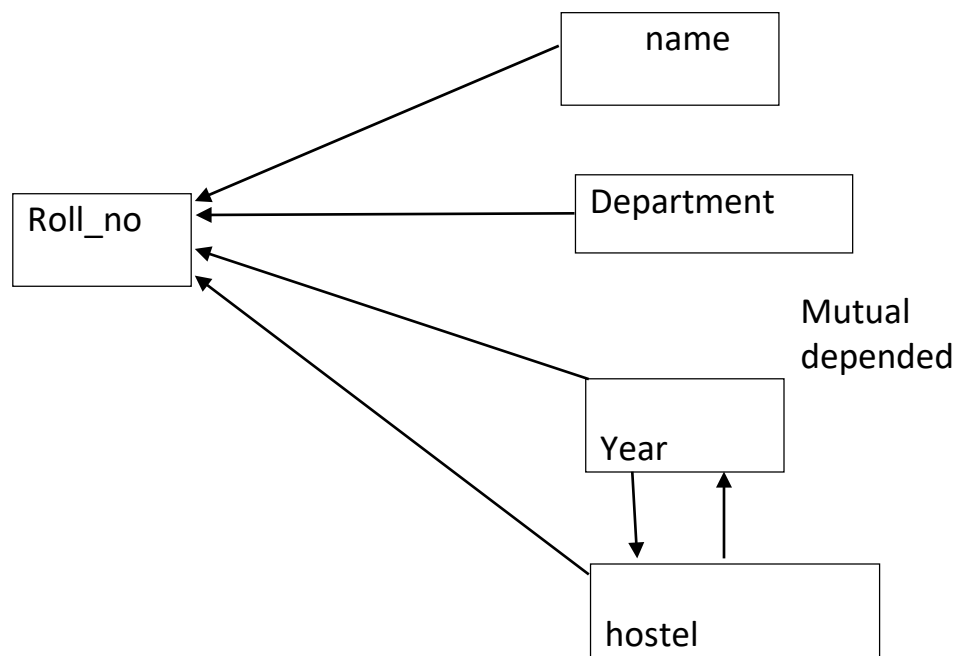 name
Department
Roll_no
Mutual
depended
Year
hostel